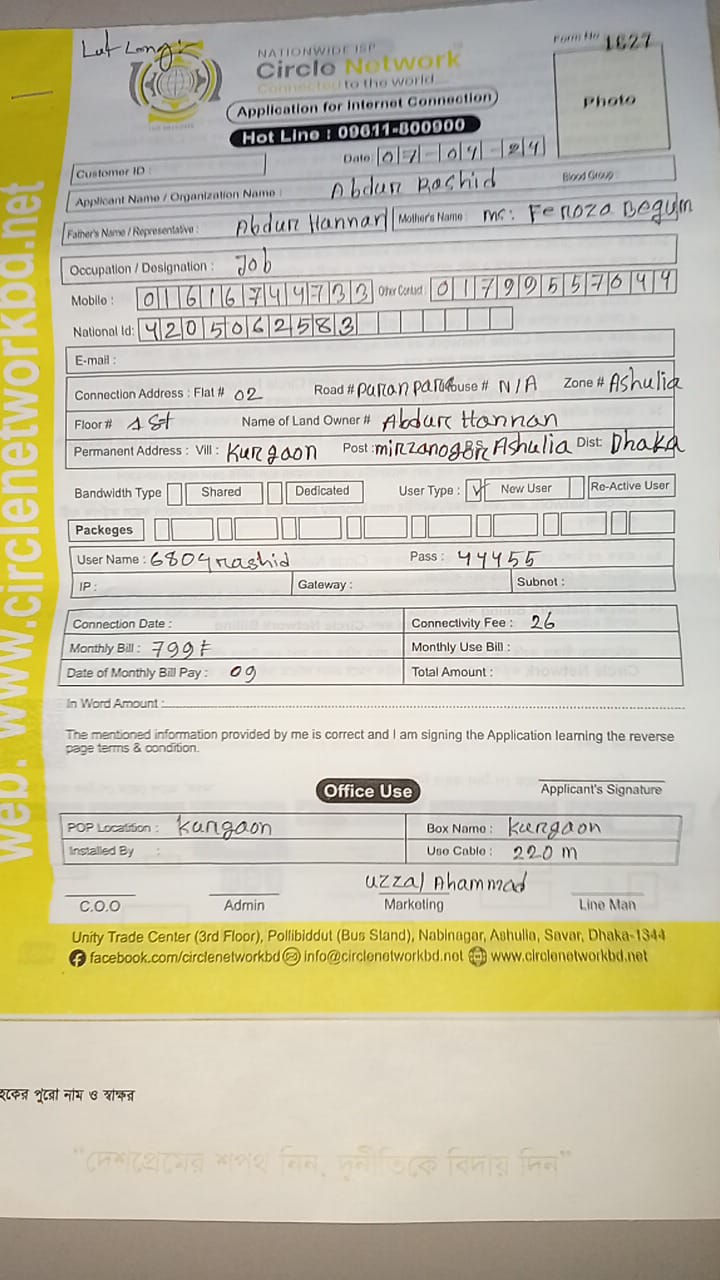 Lat Long :-
NATIONWIDE ISP
Form No 1627
Circle Network
Connected to the world
Photo
Application for Internet Connection
Hot Line : 09611-800900
Date: 07-04-24
Customer ID :
Applicant Name / Organization Name : Abdur Rashid Blood Group :
Father's Name / Representative : Abdur Hannan Mother's Name : Ms: Feroza Begum
Occupation / Designation : Job
Mobile : 01616744733 Other Contact : 01799557044
National Id: 4205062583
E-mail :
Connection Address : Flat # 02 Road # paranpara House # N/A Zone # Ashulia
Floor # 1st Name of Land Owner # Abdur Hannan
Permanent Address : Vill : Kurgaon Post : mirzanogor Ashulia Dist: Dhaka
Bandwidth Type Shared Dedicated User Type : New User Re-Active User
Packeges
User Name : 6804rashid Pass : 44455
IP : Gateway : Subnet :
Connection Date : Connectivity Fee : 26
Monthly Bill : 799৳ Monthly Use Bill :
Date of Monthly Bill Pay : 09 Total Amount :
In Word Amount :
The mentioned information provided by me is correct and I am signing the Application learning the reverse
page terms & condition.
Office Use
Applicant's Signature
POP Localition : Kurgaon Box Name : Kurgaon
Installed By : Use Cable : 220 m
Uzzal Ahammad
C.O.O Admin Marketing Line Man
Unity Trade Center (3rd Floor), Pollibiddut (Bus Stand), Nabinagar, Ashulia, Savar, Dhaka-1344
facebook.com/circlenetworkbd info@circlenetworkbd.net www.circlenetworkbd.net
web: www.circlenetworkbd.net
হকের পুরো নাম ও স্বাক্ষর
“দেশপ্রেমের শপথ নিন, দুর্নীতিকে বিদায় দিন”